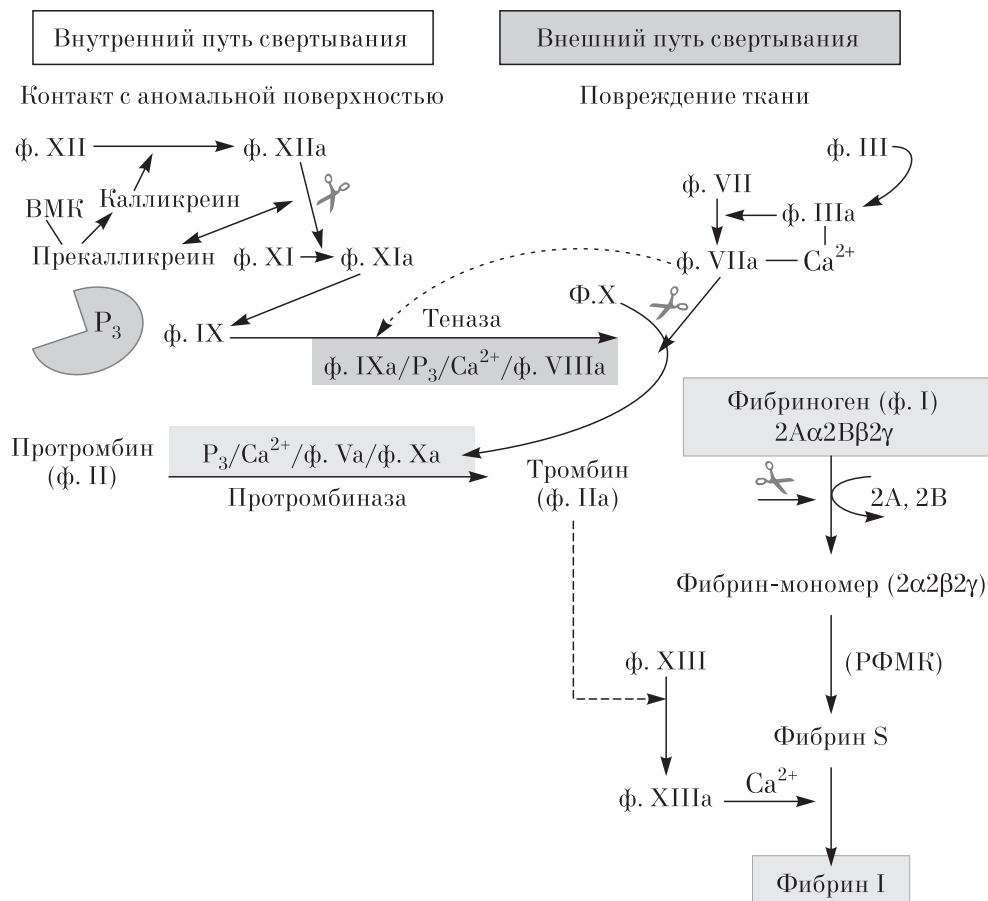 Внутренний путь свертывания
Внешний путь свертывания
Контакт с аномальной поверхностью
Повреждение ткани
ф. XII
ф. XIIa
ф. III
ВМК
Калликреин
ф. VII
ф. IIIa
Прекалликреин
ф. XI
ф. XIa
ф. VIIa
Ca²⁺
P₃
ф. IX
Теназа
Ф.X
ф. IXa/P₃/Ca²⁺/ф. VIIIa
Фибриноген (ф. I)
2Aα2Bβ2γ
Протромбин
(ф. II)
P₃/Ca²⁺/ф. Va/ф. Xa
Протромбиназа
Тромбин
(ф. IIa)
2A, 2B
Фибрин-мономер (2α2β2γ)
ф. XIII
(РФМК)
Фибрин S
ф. XIIIa
Ca²⁺
Фибрин I